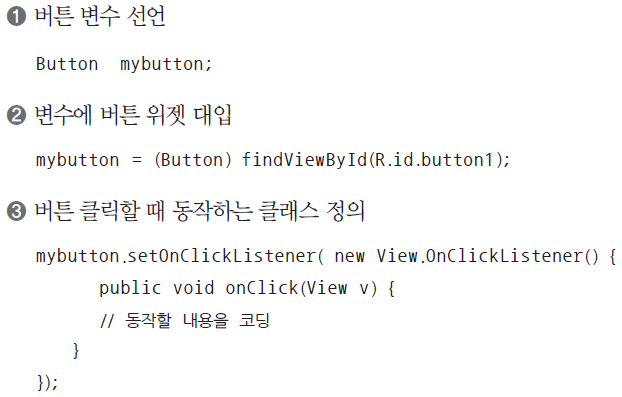 ❶ 버튼 변수 선언
Button mybutton;
❷ 변수에 버튼 위젯 대입
mybutton = (Button) findViewById(R.id.button1);
❸ 버튼 클릭할 때 동작하는 클래스 정의
mybutton.setOnClickListener( new View.OnClickListener() {
public void onClick(View v) {
// 동작할 내용을 코딩
}
});